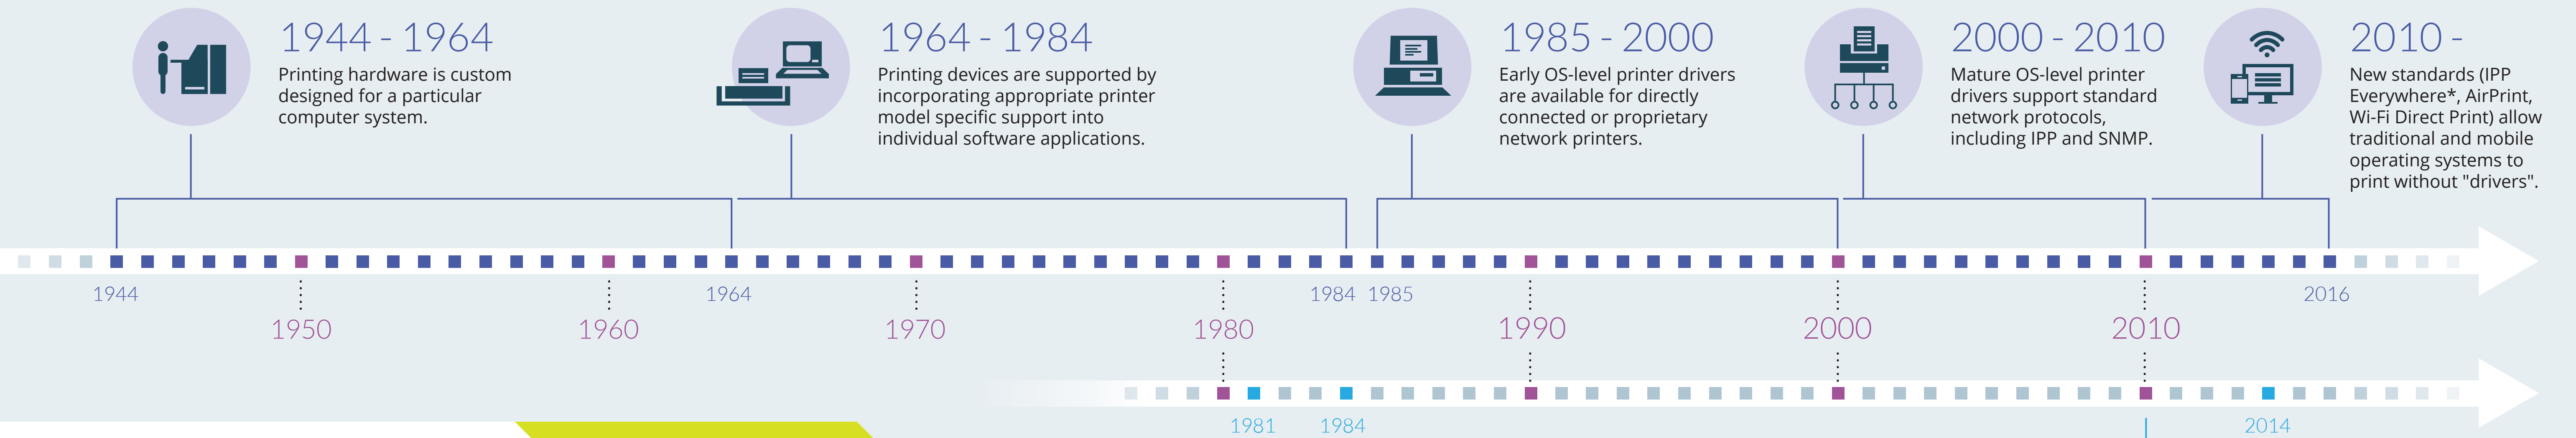 1944 - 1964
Printing hardware is custom
designed for a particular
computer system.
1964 - 1984
Printing devices are supported by
incorporating appropriate printer
model specific support into
individual software applications.
1985 - 2000
Early OS-level printer drivers
are available for directly
connected or proprietary
network printers.
2000 - 2010
Mature OS-level printer
drivers support standard
network protocols,
including IPP and SNMP.
2010 -
New standards (IPP
Everywhere*, AirPrint,
Wi-Fi Direct Print) allow
traditional and mobile
operating systems to
print without "drivers".
1944 1964 1984 1985 2016
1950 1960 1970 1980 1990 2000 2010
1981 1984 2014